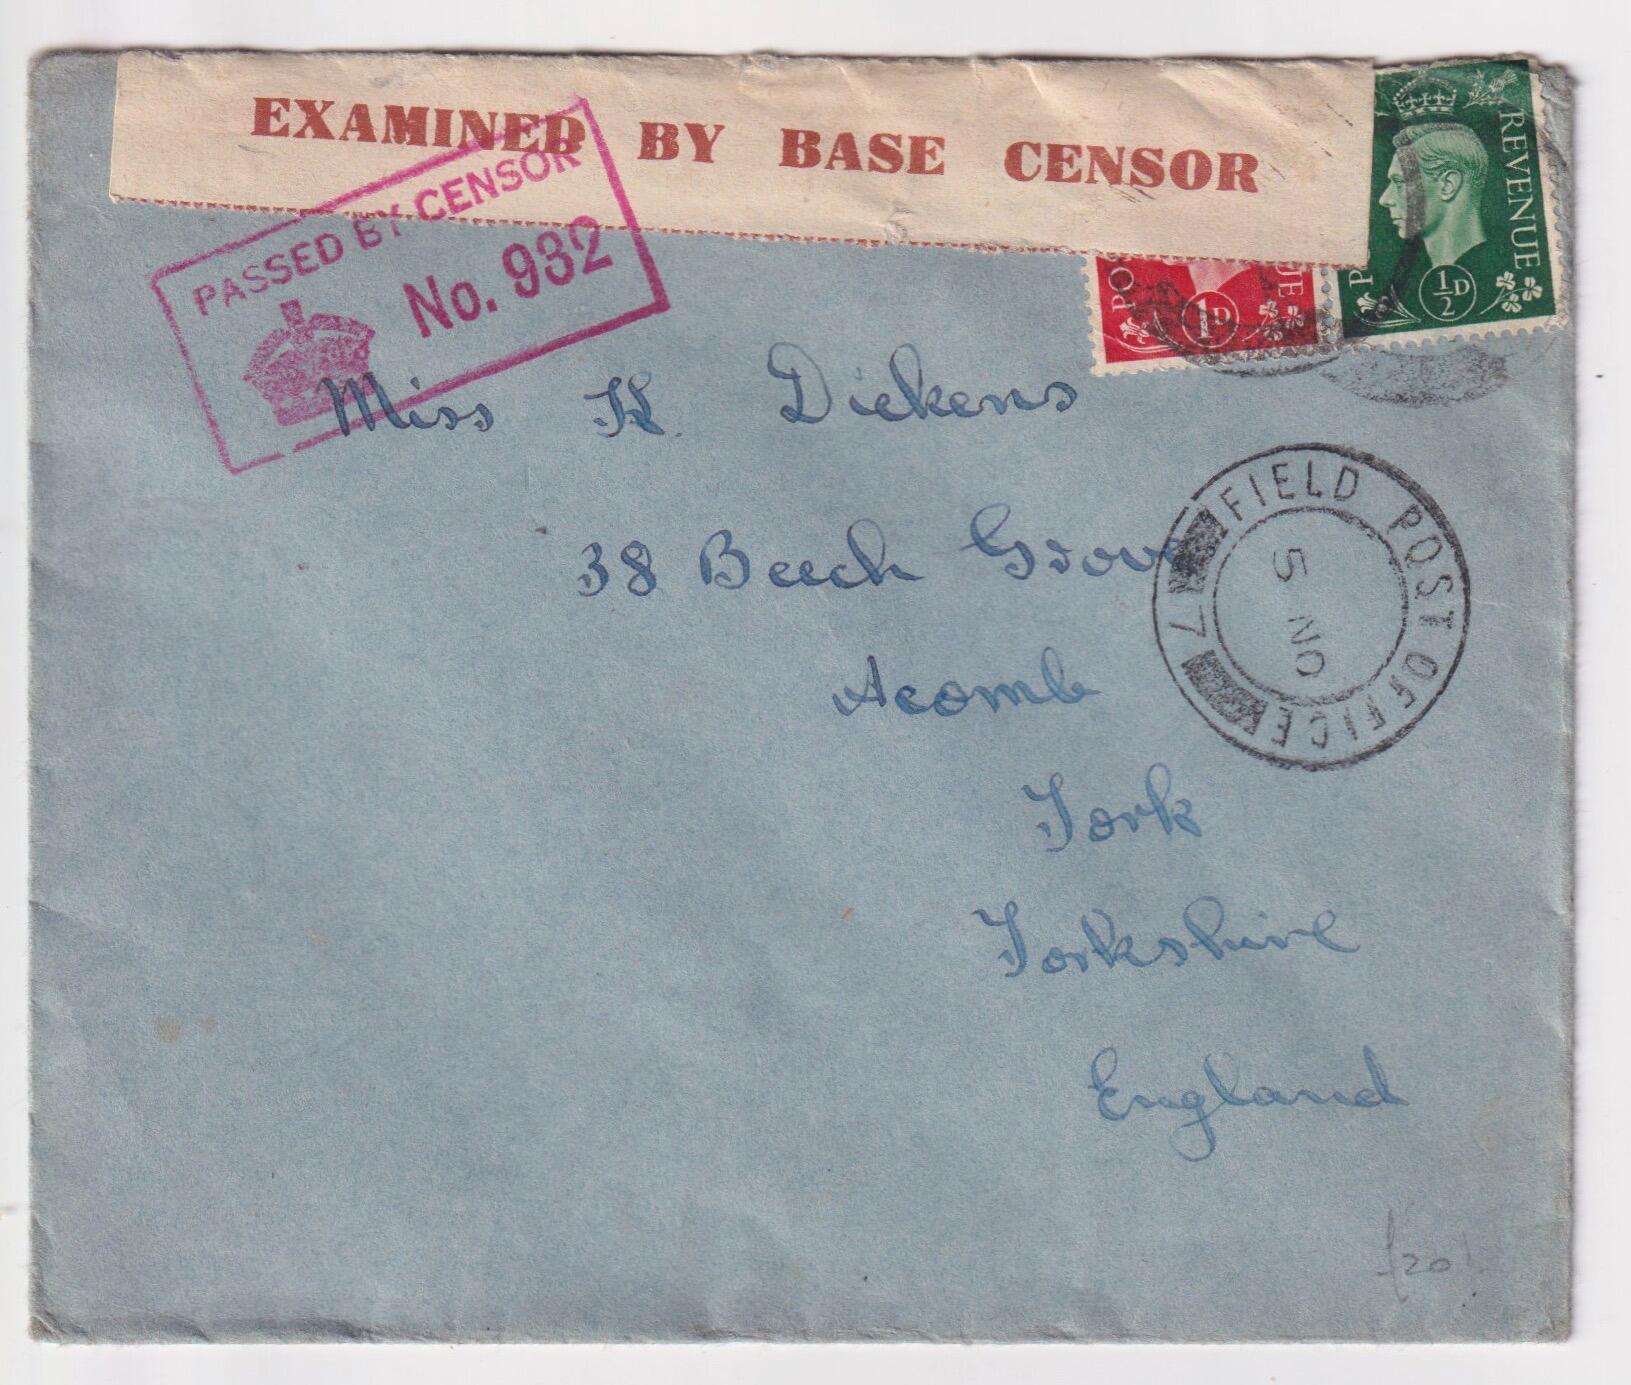 EXAMINED BY BASE CENSOR
PASSED BY CENSOR
No. 932
REVENUE
½D
1D
Miss K. Dickens
38 Beech Grove
Acomb
York
Yorkshire
England
FIELD POST OFFICE
7
5 NO
£20